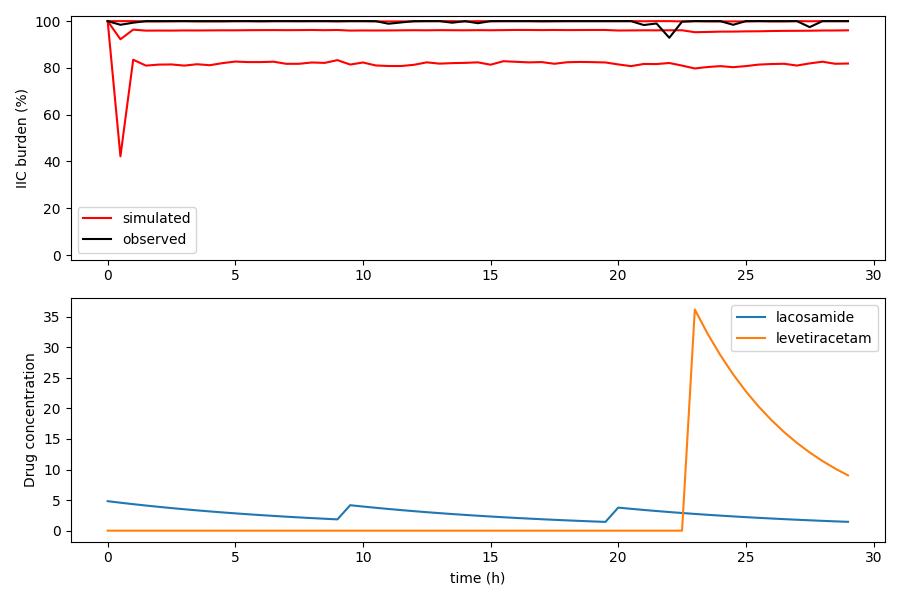 100
80
60
40
20
0
IIC burden (%)
simulated
observed
0 5 10 15 20 25 30
35
30
25
20
15
10
5
0
Drug concentration
lacosamide
levetiracetam
0 5 10 15 20 25 30
time (h)